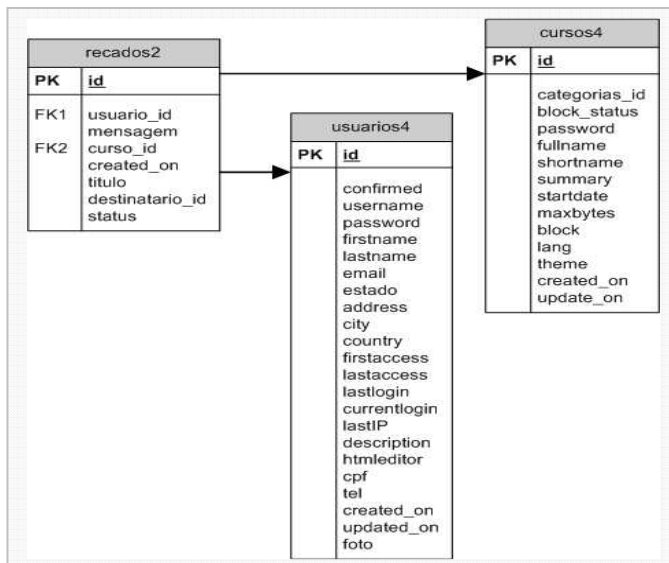 recados2
PK id
FK1 usuario_id
mensagem
FK2 curso_id
created_on
titulo
destinatario_id
status
usuarios4
PK id
confirmed
username
password
firstname
lastname
email
estado
address
city
country
firstaccess
lastaccess
lastlogin
currentlogin
lastIP
description
htmleditor
cpf
tel
created_on
updated_on
foto
cursos4
PK id
categorias_id
block_status
password
fullname
shortname
summary
startdate
maxbytes
block
lang
theme
created_on
update_on